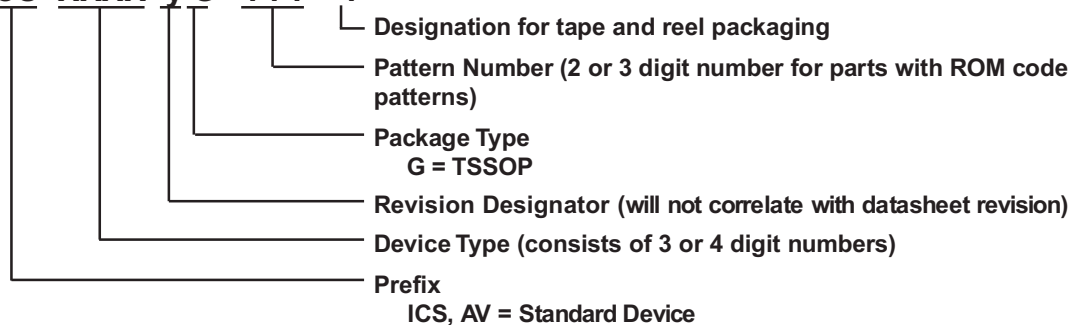 Designation for tape and reel packaging
Pattern Number (2 or 3 digit number for parts with ROM code
patterns)
Package Type
G = TSSOP
Revision Designator (will not correlate with datasheet revision)
Device Type (consists of 3 or 4 digit numbers)
Prefix
ICS, AV = Standard Device